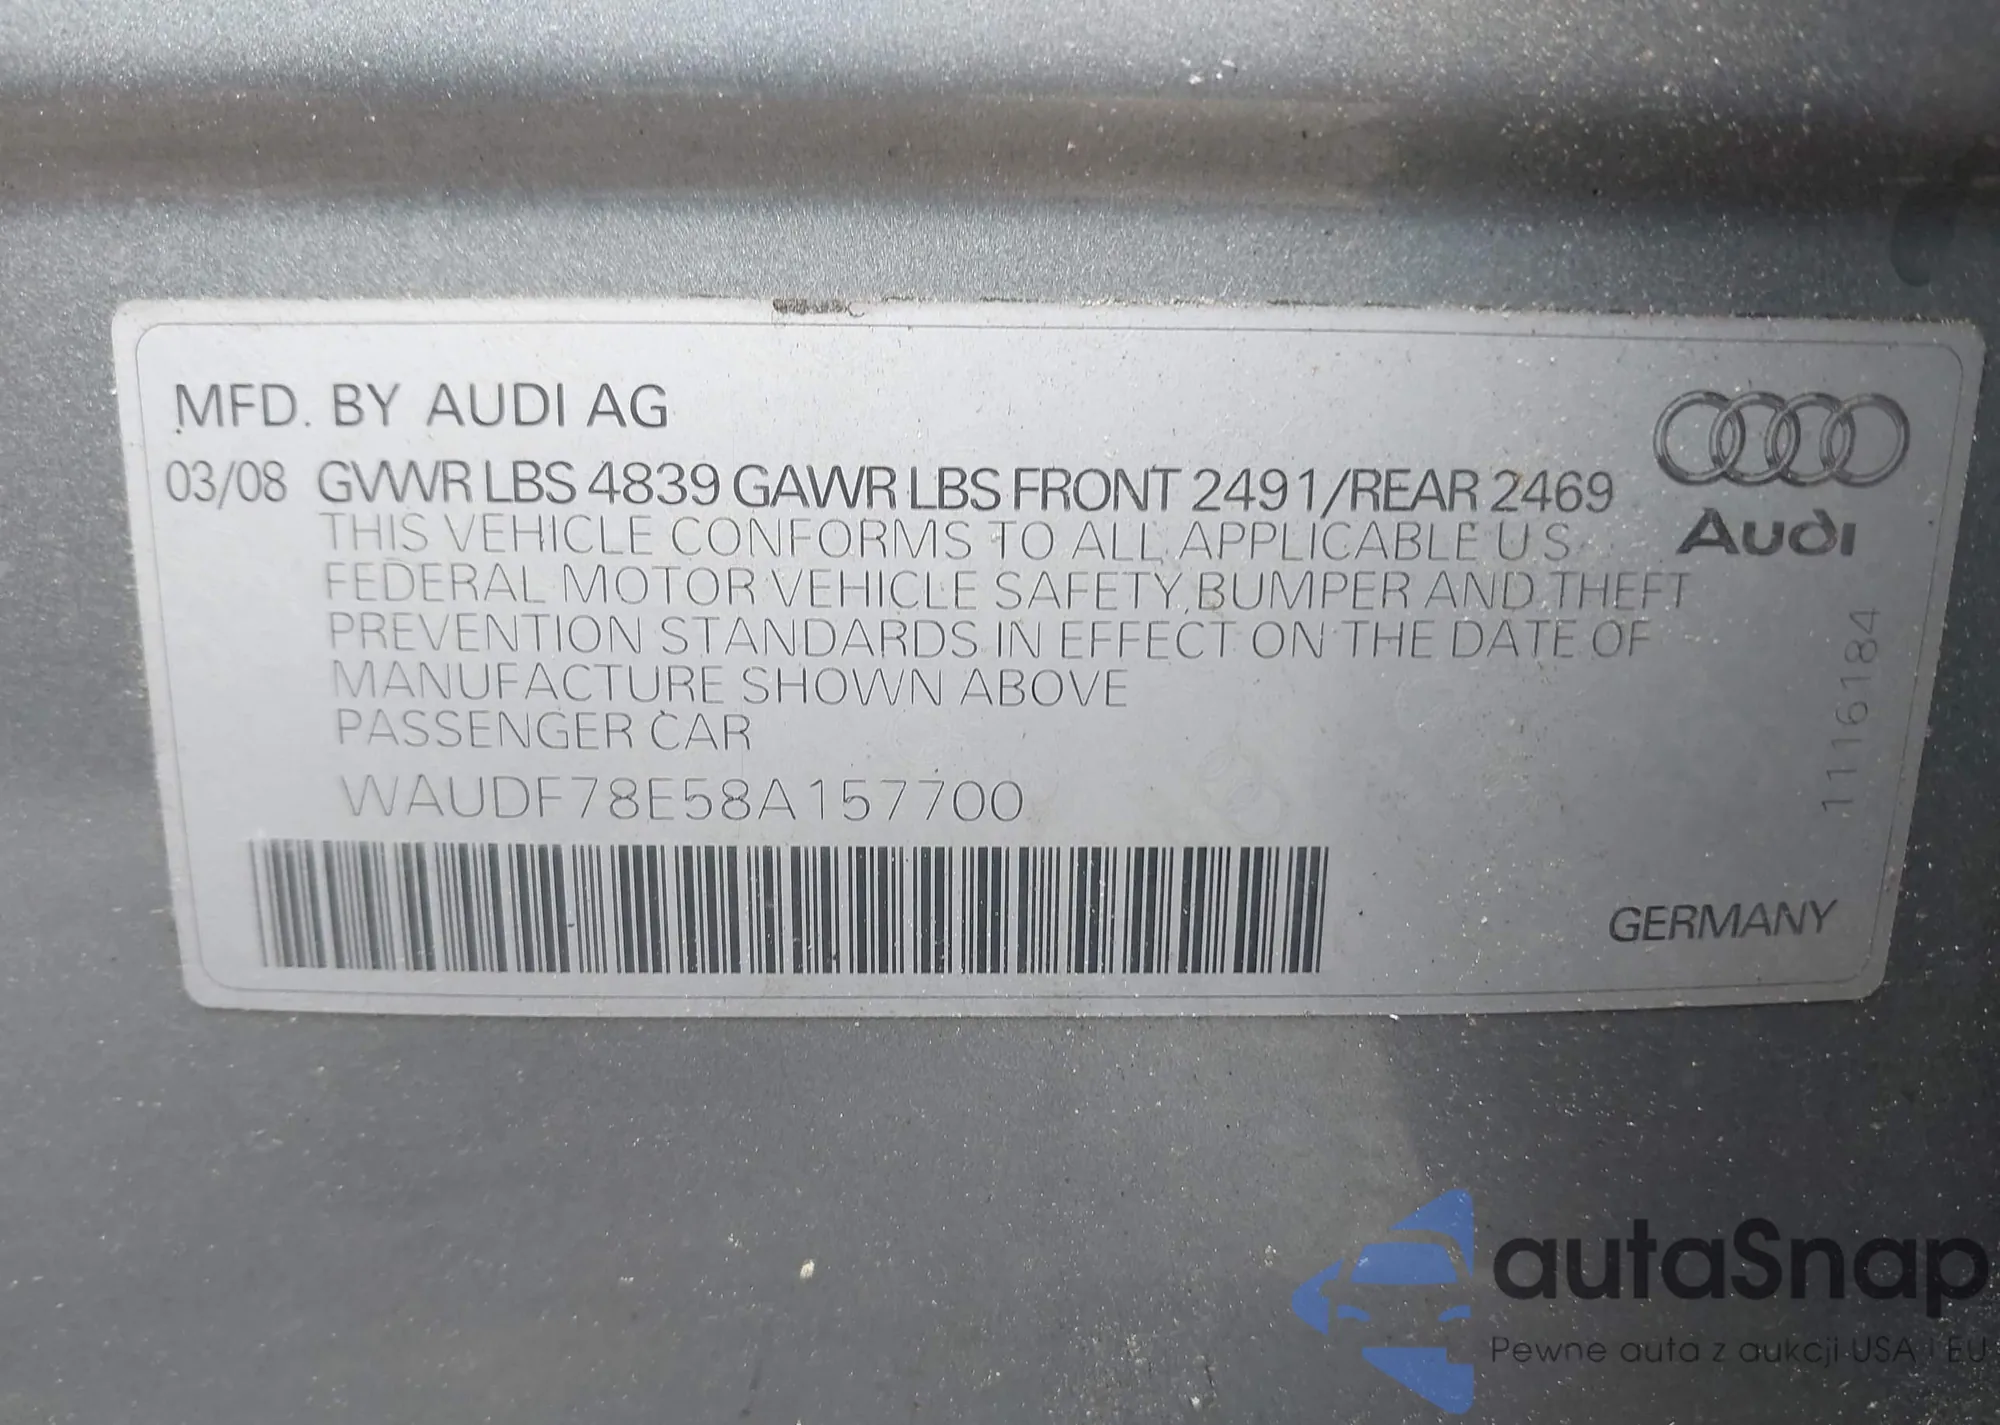 MFD. BY AUDI AG
03/08 GVWR LBS 4839 GAWR LBS FRONT 2491/REAR 2469
THIS VEHICLE CONFORMS TO ALL APPLICABLE U S
FEDERAL MOTOR VEHICLE SAFETY, BUMPER AND THEFT
PREVENTION STANDARDS IN EFFECT ON THE DATE OF
MANUFACTURE SHOWN ABOVE
PASSENGER CAR
WAUDF78E58A157700
Audi
1116184
GERMANY
autaSnap
Pewne auta z aukcji USA i EU